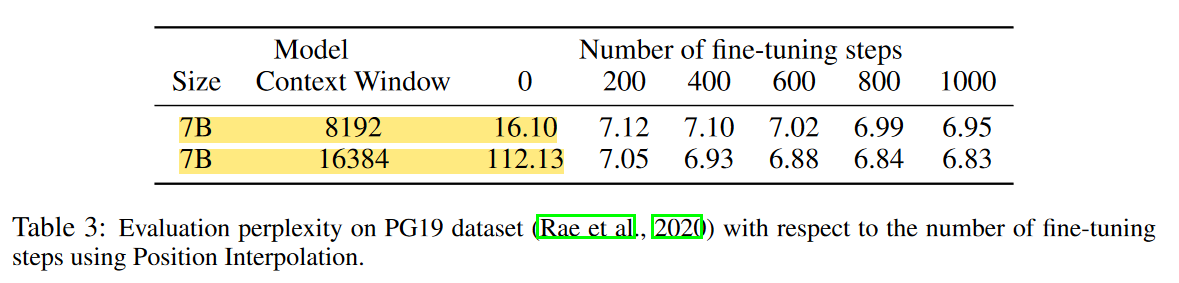 Model Number of fine-tuning steps
Size Context Window 0 200 400 600 800 1000
7B 8192 16.10 7.12 7.10 7.02 6.99 6.95
7B 16384 112.13 7.05 6.93 6.88 6.84 6.83
Table 3: Evaluation perplexity on PG19 dataset (Rae et al., 2020) with respect to the number of fine-tuning
steps using Position Interpolation.